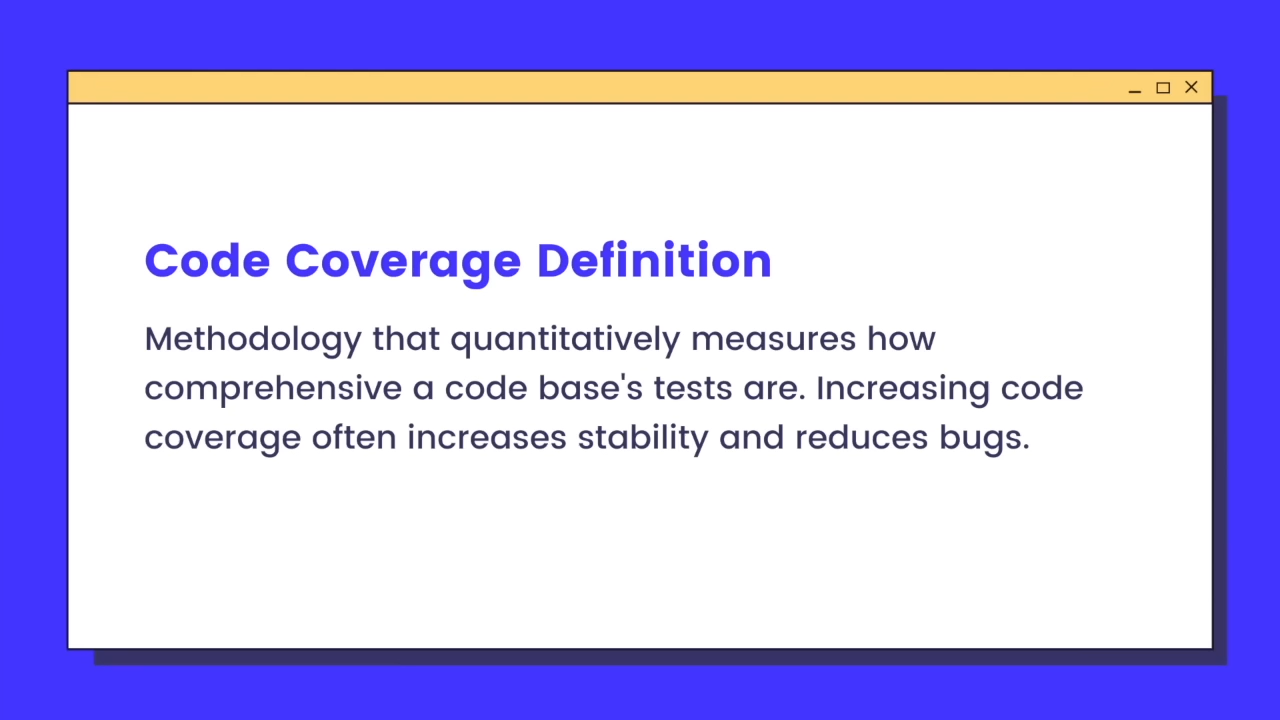 Code Coverage Definition
Methodology that quantitatively measures how
comprehensive a code base's tests are. Increasing code
coverage often increases stability and reduces bugs.